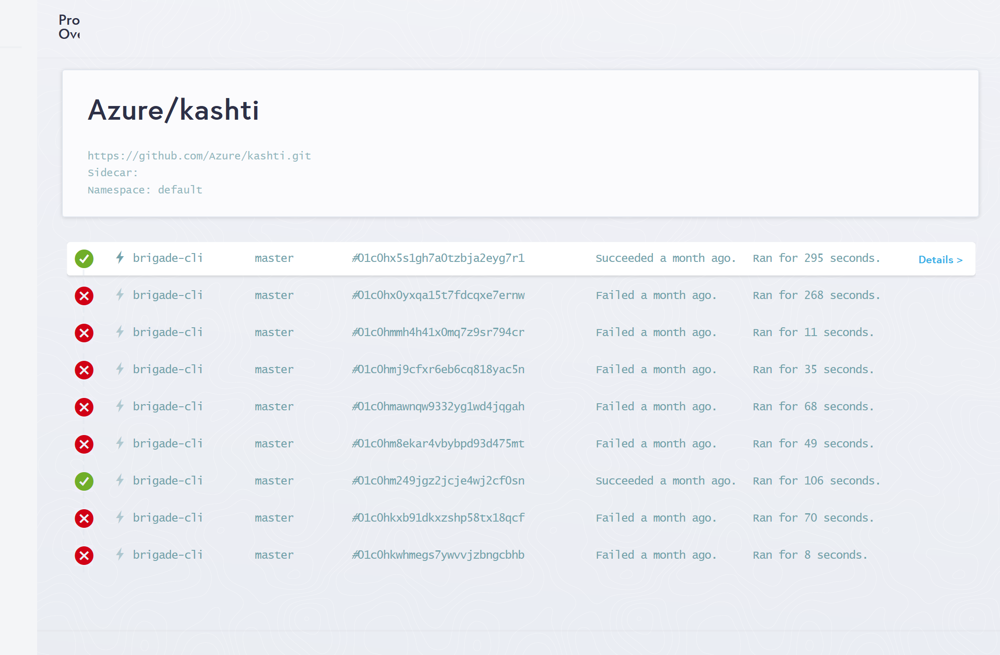 Pro
Ove
Azure/kashti
https://github.com/Azure/kashti.git
Sidecar:
Namespace: default
brigade-cli master #01c0hx5s1gh7a0tzbja2eyg7r1 Succeeded a month ago. Ran for 295 seconds. Details >
brigade-cli master #01c0hx0yxqa15t7fdcqxe7ernw Failed a month ago. Ran for 268 seconds.
brigade-cli master #01c0hmmh4h41x0mq7z9sr794cr Failed a month ago. Ran for 11 seconds.
brigade-cli master #01c0hmj9cfxr6eb6cq818yac5n Failed a month ago. Ran for 35 seconds.
brigade-cli master #01c0hmawnqw9332yg1wd4jqgah Failed a month ago. Ran for 68 seconds.
brigade-cli master #01c0hm8ekar4vbybpd93d475mt Failed a month ago. Ran for 49 seconds.
brigade-cli master #01c0hm249jgz2jcje4wj2cf0sn Succeeded a month ago. Ran for 106 seconds.
brigade-cli master #01c0hkxb91dkxzshp58tx18qcf Failed a month ago. Ran for 70 seconds.
brigade-cli master #01c0hkwhmegs7ywvvjzbngcbhb Failed a month ago. Ran for 8 seconds.